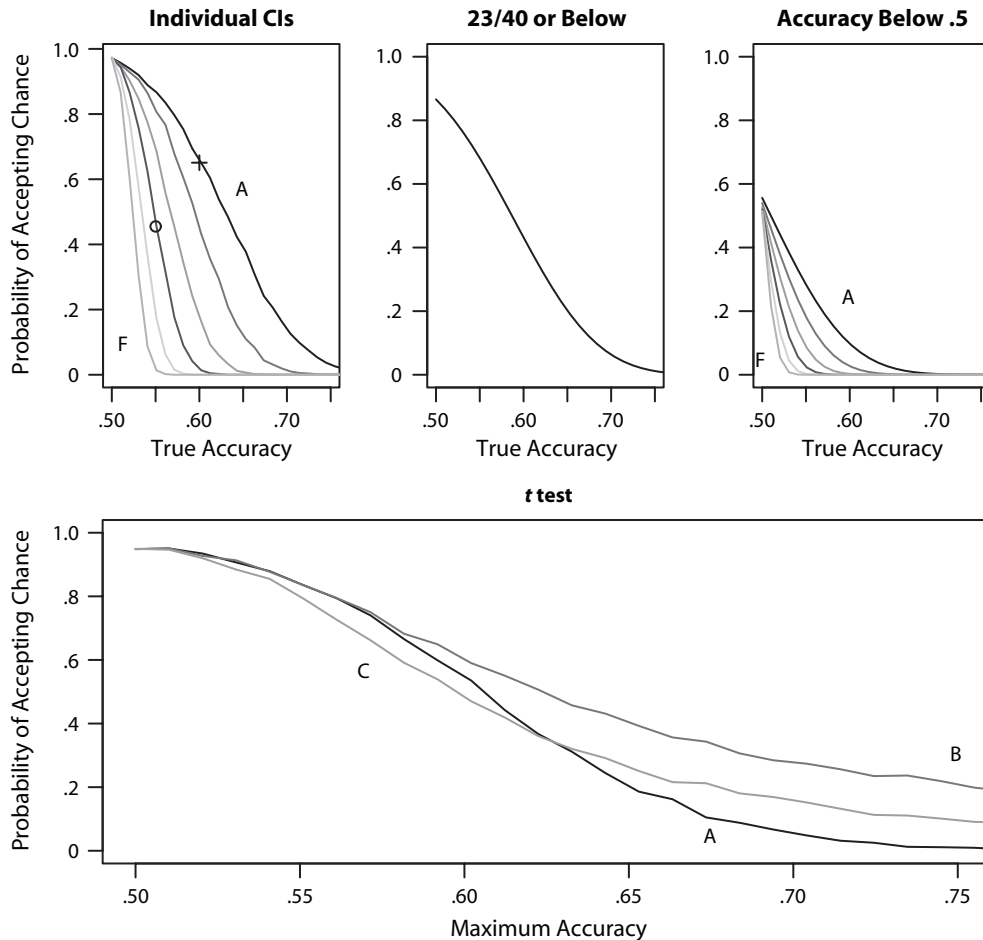 Individual CIs
23/40 or Below
Accuracy Below .5
Probability of Accepting Chance
1.0
.8
.6
.4
.2
0
A
F
.50
.60
.70
True Accuracy
1.0
.8
.6
.4
.2
0
.50
.60
.70
True Accuracy
1.0
.8
.6
.4
.2
0
A
F
.50
.60
.70
True Accuracy
t test
Probability of Accepting Chance
1.0
.8
.6
.4
.2
0
C
B
A
.50
.55
.60
.65
.70
.75
Maximum Accuracy